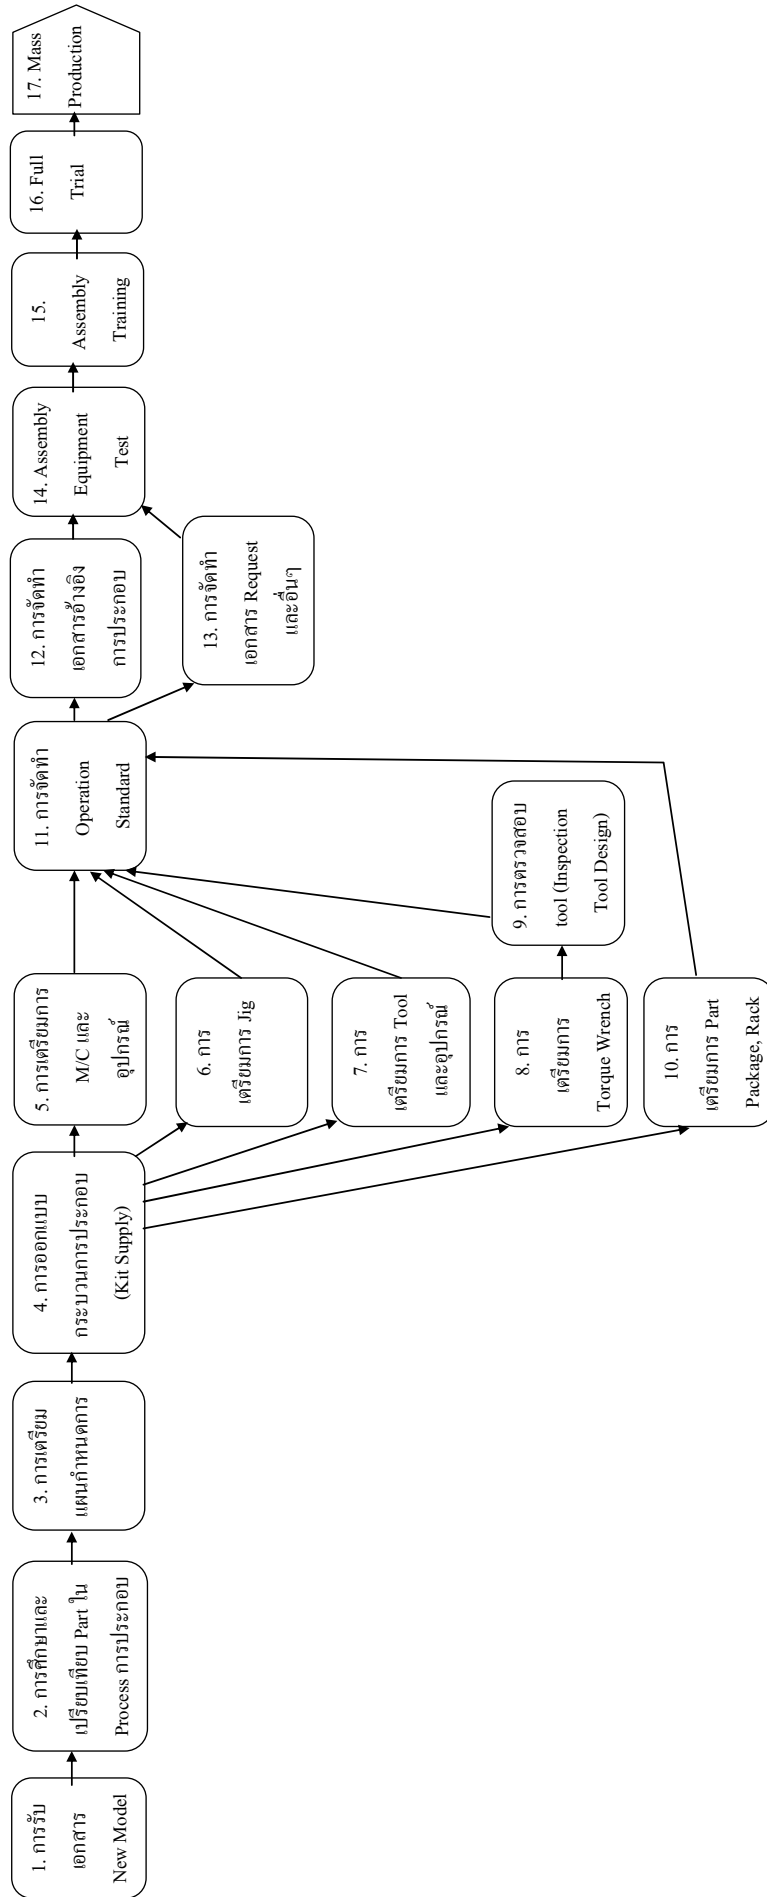 1. การรับ
เอกสาร
New Model
2. การศึกษาและ
เปรียบเทียบ Part ใน
Process การประกอบ
3. การเตรียม
แผนกำหนดการ
4. การออกแบบ
กระบวนการประกอบ
(Kit Supply)
5. การเตรียมการ
M/C และ
อุปกรณ์
6. การ
เตรียมการ Jig
7. การ
เตรียมการ Tool
และอุปกรณ์
8. การ
เตรียมการ
Torque Wrench
9. การตรวจสอบ
tool (Inspection
Tool Design)
10. การ
เตรียมการ Part
Package, Rack
11. การจัดทำ
Operation
Standard
12. การจัดทำ
เอกสารอ้างอิง
การประกอบ
13. การจัดทำ
เอกสาร Request
และอื่นๆ
14. Assembly
Equipment
Test
15.
Assembly
Training
16. Full
Trial
17. Mass
Production